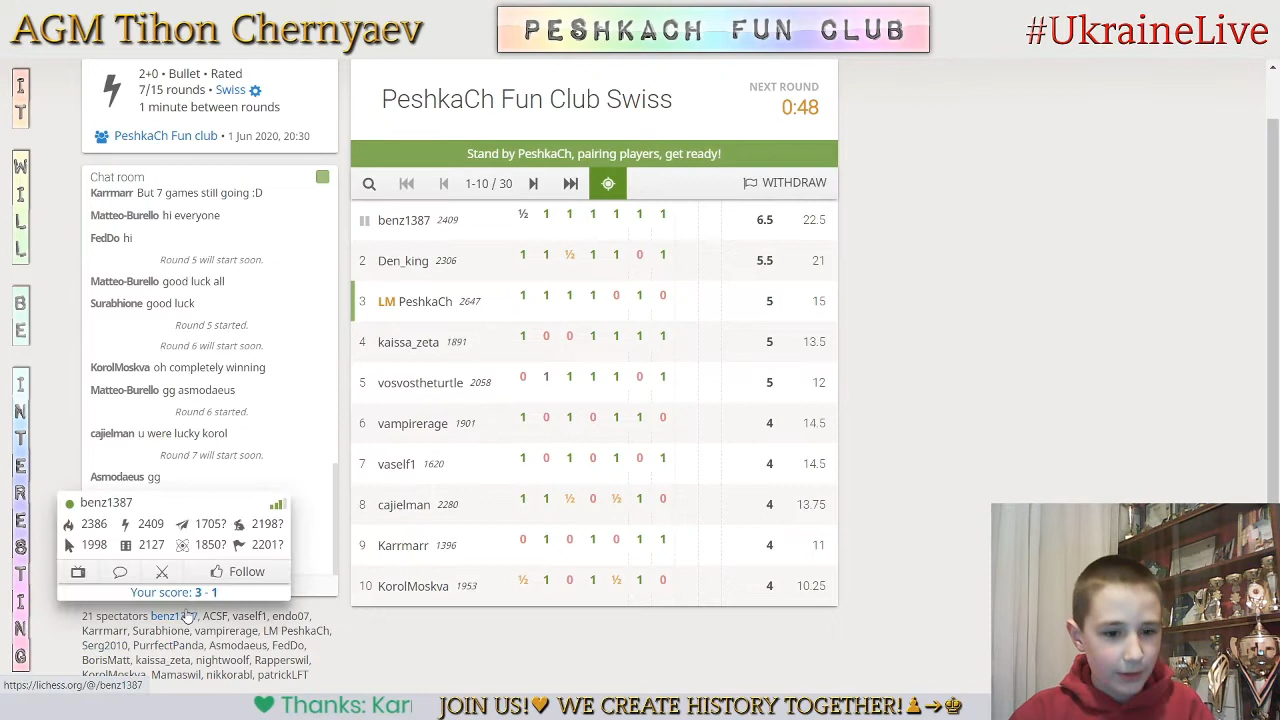 AGM Tihon Chernyaev
PESHKACH FUN CLUB
#UkraineLive
IT
WILL
BE
INTERESTING
2+0 • Bullet • Rated
7/15 rounds • Swiss
1 minute between rounds
PeshkaCh Fun club • 1 Jun 2020, 20:30
Chat room
Karrmarr But 7 games still going :D
Matteo-Burello hi everyone
FedDo hi
Round 5 will start soon.
Matteo-Burello good luck all
Surabhione good luck
Round 5 started.
Round 6 will start soon.
KorolMoskva oh completely winning
Matteo-Burello gg asmodaeus
Round 6 started.
cajielman u were lucky korol
Round 7 will start soon.
Asmodaeus gg
benz1387
2386 2409 1705? 2198?
1998 2127 1850? 2201?
Follow
Your score: 3 - 1
21 spectators benz1387, ACSF, vaself1, endo07,
Karrmarr, Surabhione, vampirerage, LM PeshkaCh,
Serg2010, PurrfectPanda, Asmodaeus, FedDo,
BorisMatt, kaissa_zeta, nightwoolf, Rapperswil,
KorolMoskva, Mamaswil, nikkorabl, patrickLFT
https://lichess.org/@/benz1387
PeshkaCh Fun Club Swiss
NEXT ROUND
0:48
Stand by PeshkaCh, pairing players, get ready!
1-10 / 30
WITHDRAW
benz1387 2409 ½ 1 1 1 1 1 1 6.5 22.5
2 Den_king 2306 1 1 ½ 1 1 0 1 5.5 21
3 LM PeshkaCh 2647 1 1 1 1 0 1 0 5 15
4 kaissa_zeta 1891 1 0 0 1 1 1 1 5 13.5
5 vosvostheturtle 2058 0 1 1 1 1 0 1 5 12
6 vampirerage 1901 1 0 1 0 1 1 0 4 14.5
7 vaself1 1620 1 0 1 0 1 0 1 4 14.5
8 cajielman 2280 1 1 ½ 0 ½ 1 0 4 13.75
9 Karrmarr 1396 0 1 0 1 0 1 1 4 11
10 KorolMoskva 1953 ½ 1 0 1 ½ 1 0 4 10.25
💚 Thanks: Kar
JOIN US!🧡 WE CREATE HISTORY TOGETHER!♟→♚